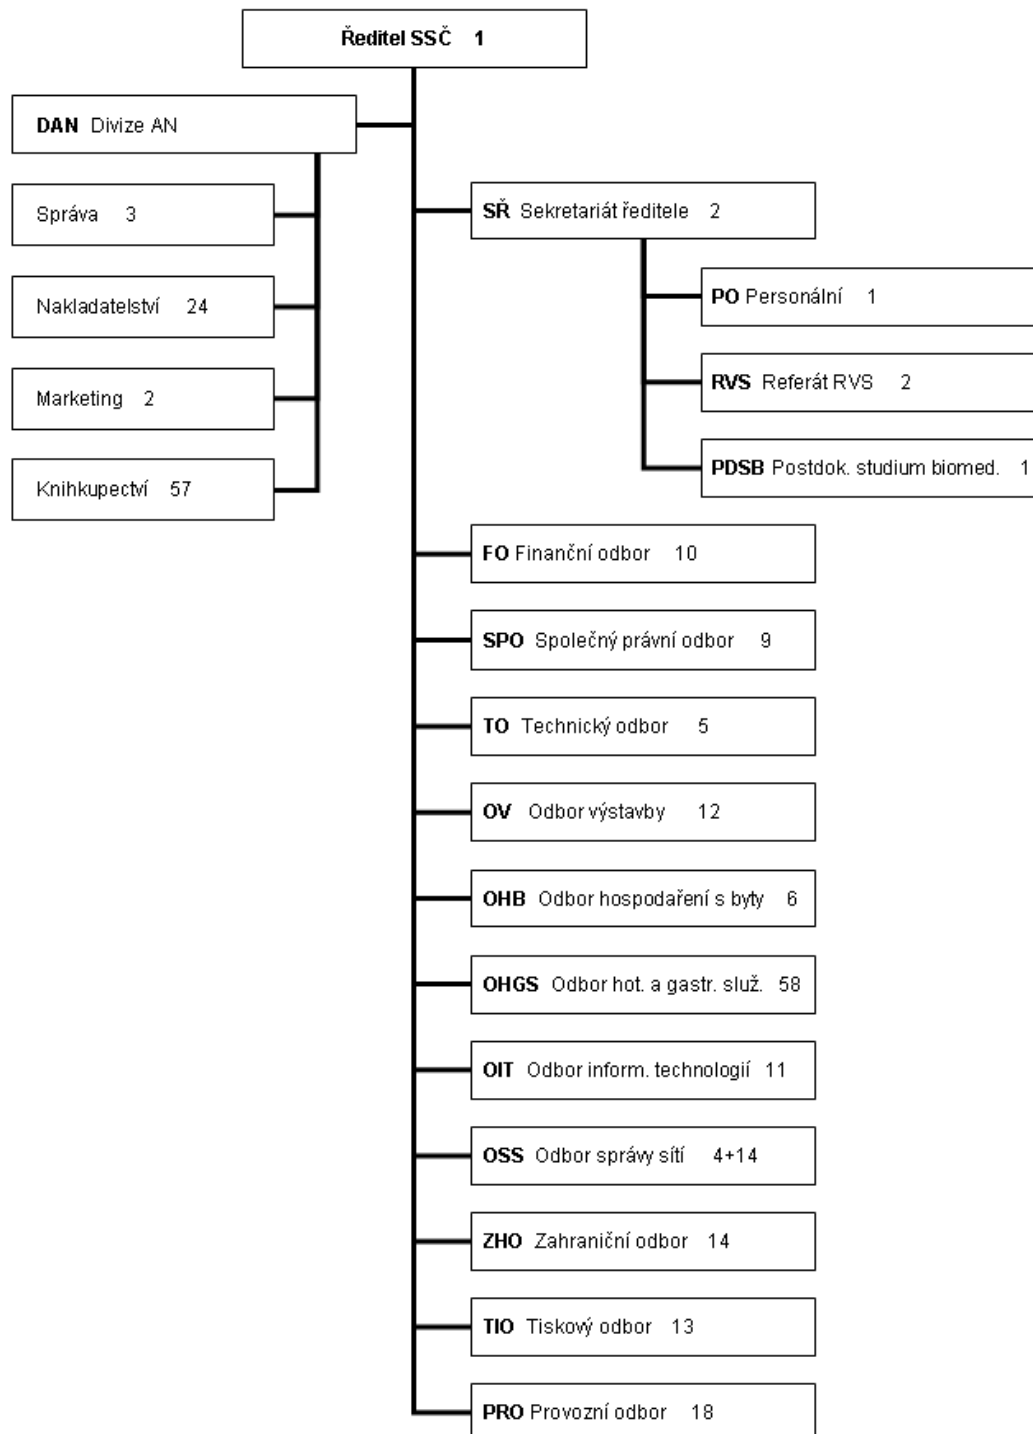 Ředitel SSČ 1
DAN Divize AN
Správa 3
Nakladatelství 24
Marketing 2
Knihkupectví 57
SŘ Sekretariát ředitele 2
PO Personální 1
RVS Referát RVS 2
PDSB Postdok. studium biomed. 1
FO Finanční odbor 10
SPO Společný právní odbor 9
TO Technický odbor 5
OV Odbor výstavby 12
OHB Odbor hospodaření s byty 6
OHGS Odbor hot. a gastr. služ. 58
OIT Odbor inform. technologií 11
OSS Odbor správy sítí 4+14
ZHO Zahraniční odbor 14
TIO Tiskový odbor 13
PRO Provozní odbor 18